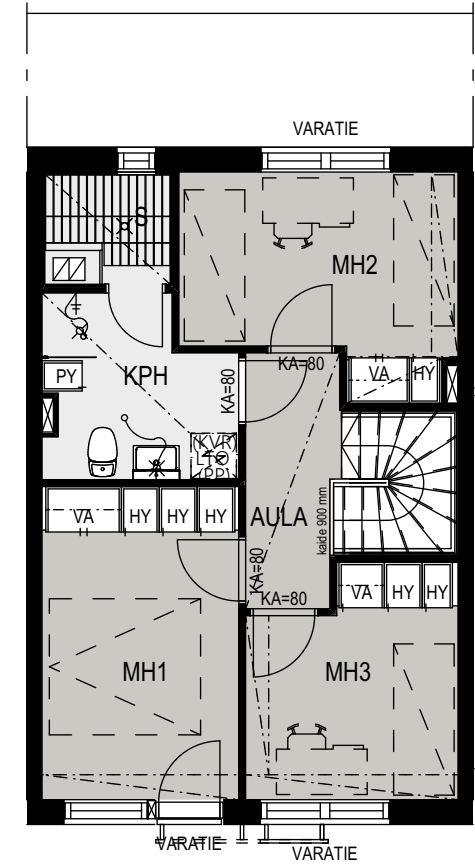 VARATIE
S
MH2
KA=80
VA
HY
PY
KPH
KA=80
(KVR)
LTO
(PP)
VA
HY
HY
HY
AULA
kaide 900 mm
KA=80
KA=80
VA
HY
HY
MH1
MH3
VARATIE
VARATIE